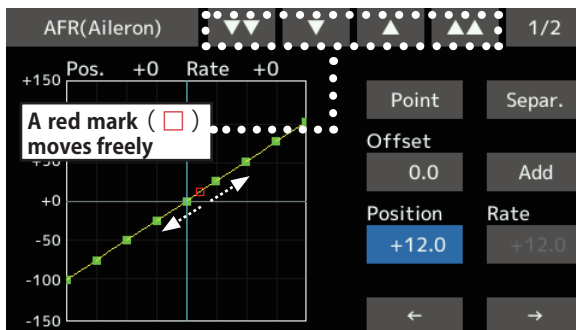 AFR(Aileron) ▼▼ ▼ ▲ ▲▲ 1/2
Pos. +0 Rate +0
+150
A red mark ( □ )
moves freely
+50
+0
-50
-100
-150
Point Separ.
Offset
0.0 Add
Position Rate
+12.0 +12.0
← →